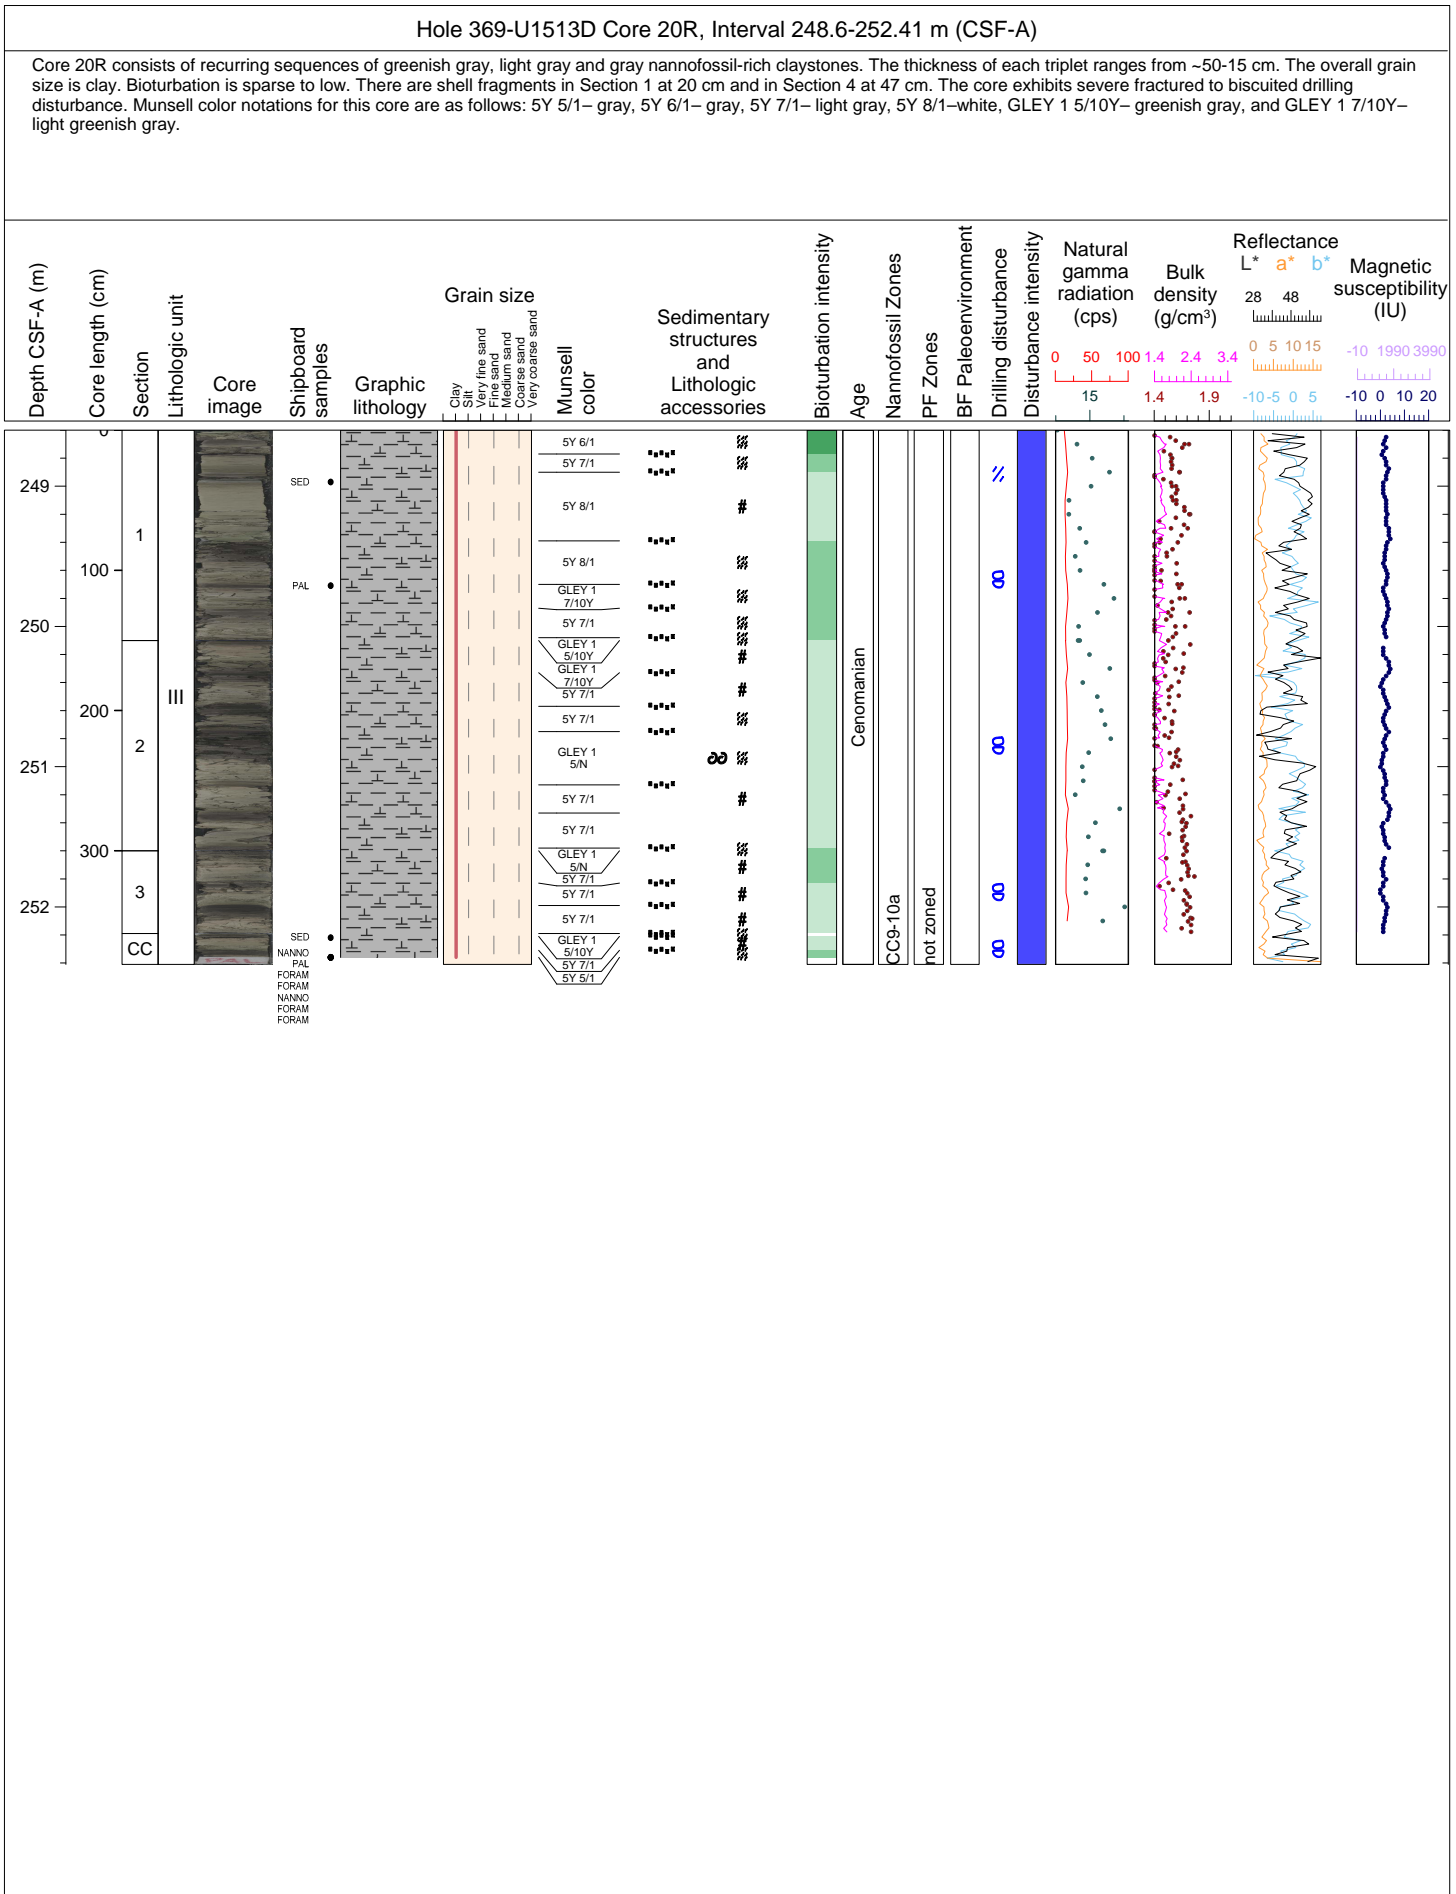 Hole 369-U1513D Core 20R, Interval 248.6-252.41 m (CSF-A)
Core 20R consists of recurring sequences of greenish gray, light gray and gray nannofossil-rich claystones. The thickness of each triplet ranges from ~50-15 cm. The overall grain
size is clay. Bioturbation is sparse to low. There are shell fragments in Section 1 at 20 cm and in Section 4 at 47 cm. The core exhibits severe fractured to biscuited drilling
disturbance. Munsell color notations for this core are as follows: 5Y 5/1– gray, 5Y 6/1– gray, 5Y 7/1– light gray, 5Y 8/1–white, GLEY 1 5/10Y– greenish gray, and GLEY 1 7/10Y–
light greenish gray.
Depth CSF-A (m)
Core length (cm)
Section
Lithologic unit
Core
image
Shipboard
samples
Graphic
lithology
Grain size
Clay
Silt
Very fine sand
Fine sand
Medium sand
Coarse sand
Very coarse sand
Munsell
color
Sedimentary
structures
and
Lithologic
accessories
Bioturbation intensity
Age
Nannofossil Zones
PF Zones
BF Paleoenvironment
Drilling disturbance
Disturbance intensity
Natural
gamma
radiation
(cps)
0 50 100
15
Bulk
density
(g/cm³)
1.4 2.4 3.4
1.4 1.9
Reflectance
L* a* b*
28 48
0 5 10 15
-10 -5 0 5
Magnetic
susceptibility
(IU)
-10 1990 3990
-10 0 10 20
249
250
251
252
0
100
200
300
1
2
3
CC
III
SED
PAL
SED
NANNO
PAL
FORAM
FORAM
NANNO
FORAM
FORAM
5Y 6/1
5Y 7/1
5Y 8/1
5Y 8/1
GLEY 1
7/10Y
5Y 7/1
GLEY 1
5/10Y
GLEY 1
7/10Y
5Y 7/1
5Y 7/1
GLEY 1
5/N
5Y 7/1
5Y 7/1
GLEY 1
5/N
5Y 7/1
5Y 7/1
5Y 7/1
GLEY 1
5/10Y
5Y 7/1
5Y 5/1
Cenomanian
CC9-10a
not zoned